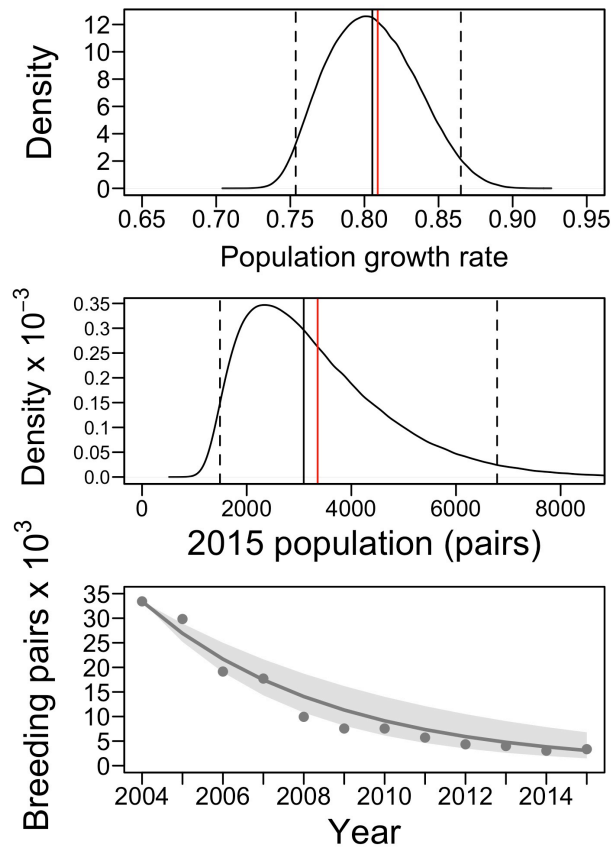 Density
12
10
8
6
4
2
0
0.65 0.70 0.75 0.80 0.85 0.90 0.95
Population growth rate
Density x 10⁻³
0.35
0.3
0.25
0.2
0.15
0.1
0.05
0.0
0 2000 4000 6000 8000
2015 population (pairs)
Breeding pairs x 10³
35
30
25
20
15
10
5
0
2004 2006 2008 2010 2012 2014
Year